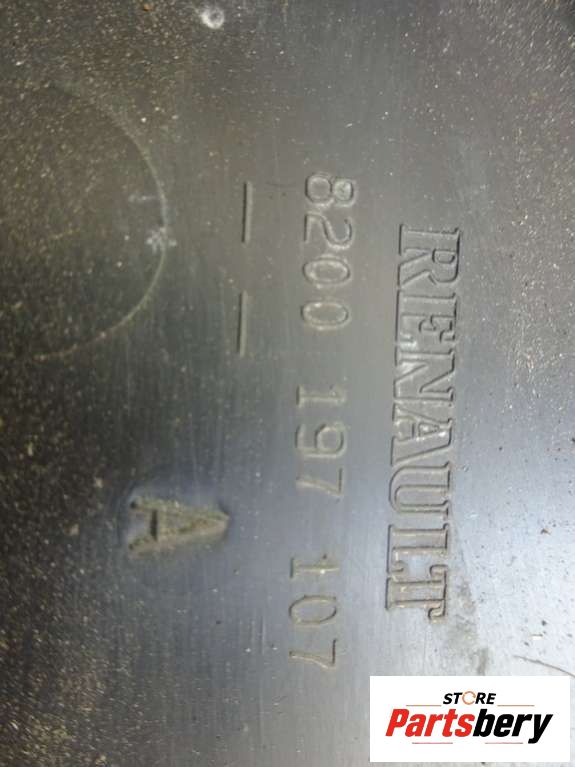 RENAULT
8200 197 107
— —
A
STORE
Partsbery